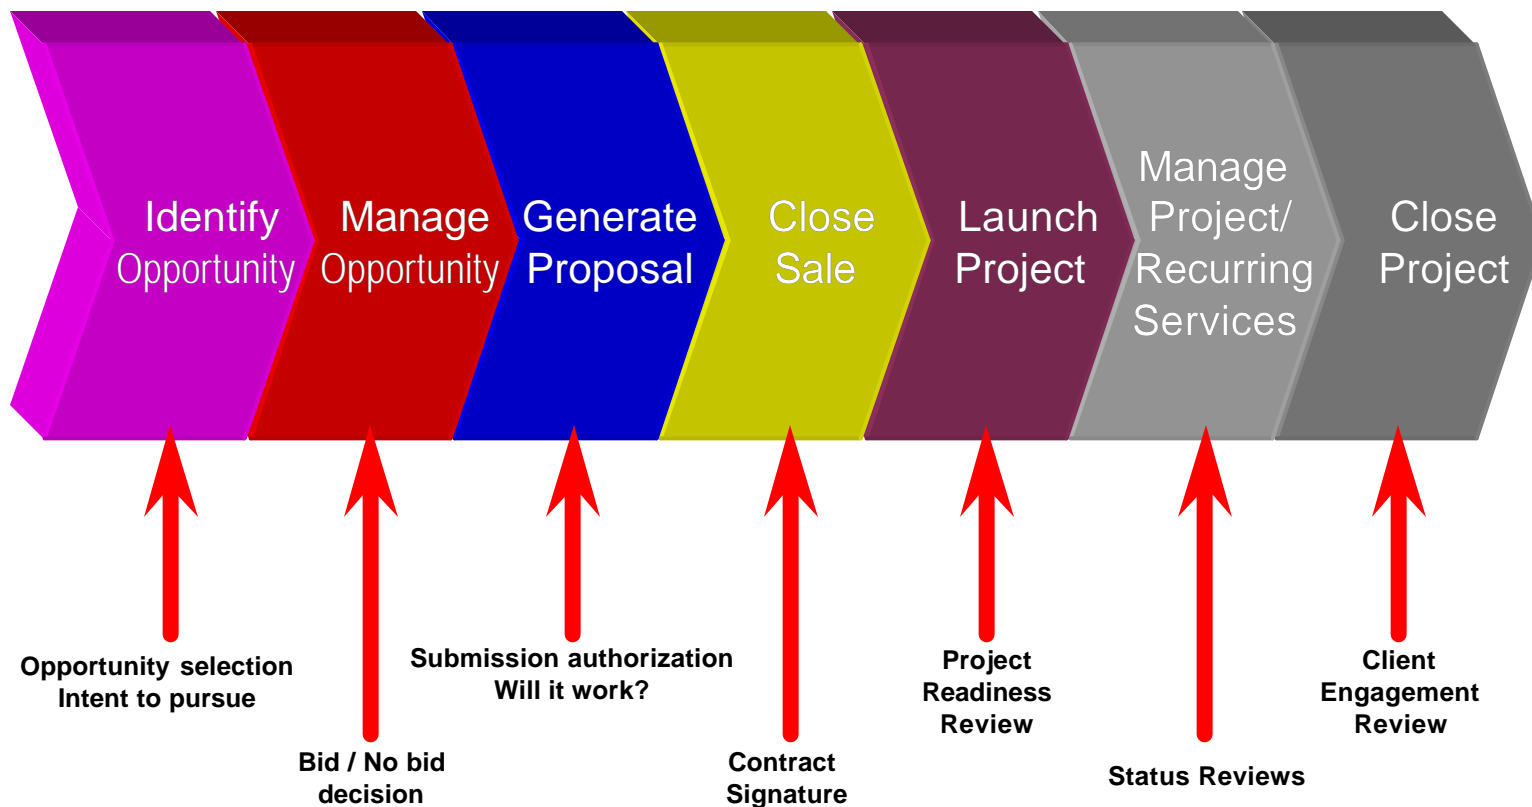 Identify
Opportunity
Manage
Opportunity
Generate
Proposal
Close
Sale
Launch
Project
Manage
Project/
Recurring
Services
Close
Project
Opportunity selection
Intent to pursue
Bid / No bid
decision
Submission authorization
Will it work?
Contract
Signature
Project
Readiness
Review
Status Reviews
Client
Engagement
Review